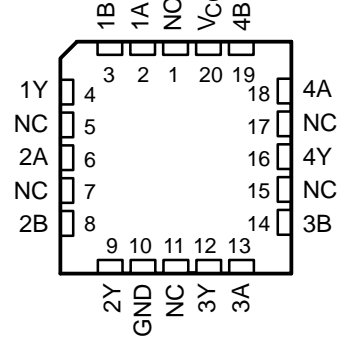 1B 1A NC VCC 4B
3 2 1 20 19
1Y 4 18 4A
NC 5 17 NC
2A 6 16 4Y
NC 7 15 NC
2B 8 14 3B
9 10 11 12 13
2Y GND NC 3Y 3A